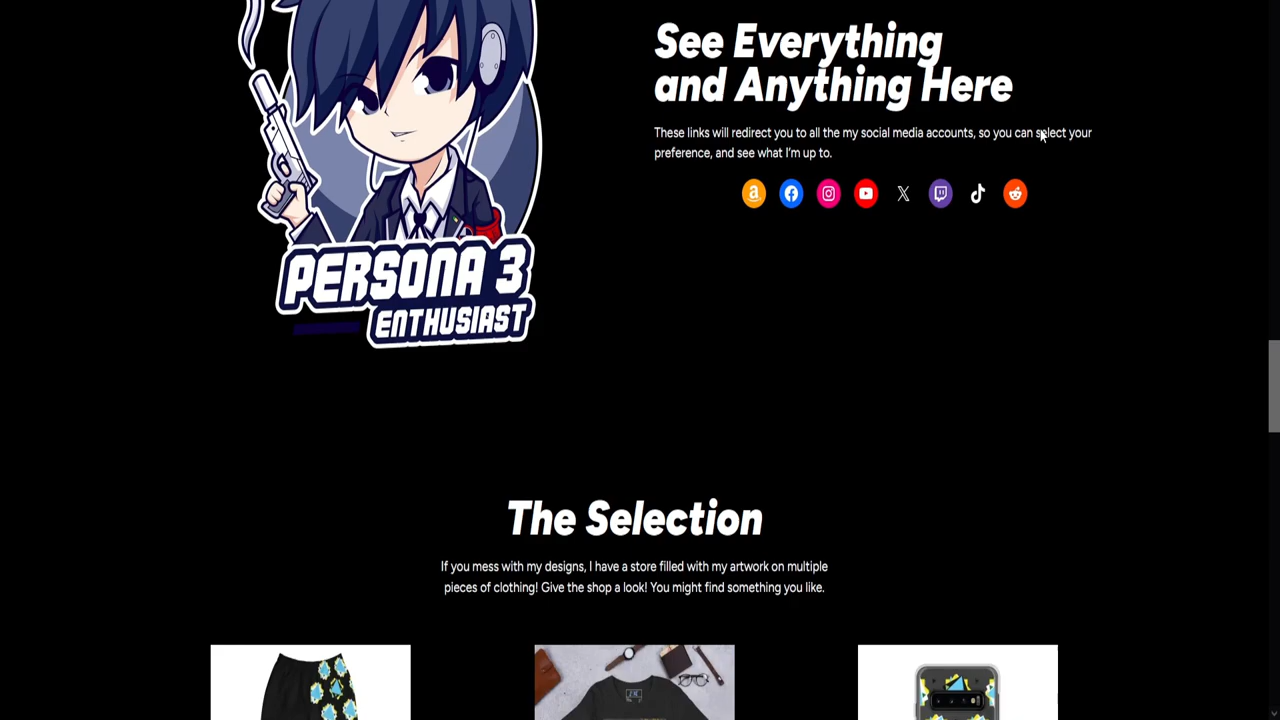 See Everything
and Anything Here
These links will redirect you to all the my social media accounts, so you can select your
preference, and see what I'm up to.
PERSONA 3
ENTHUSIAST
The Selection
If you mess with my designs, I have a store filled with my artwork on multiple
pieces of clothing! Give the shop a look! You might find something you like.